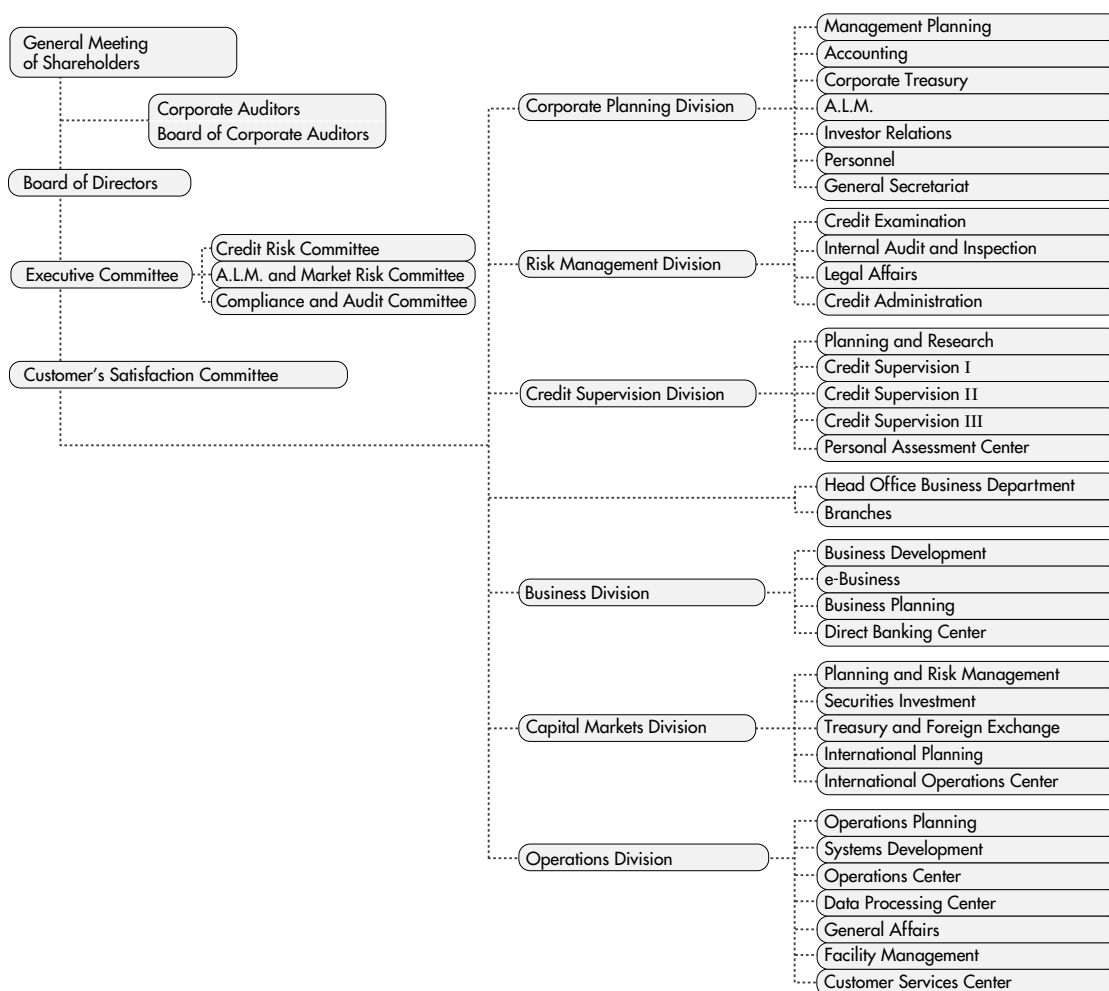 General Meeting
of Shareholders
Corporate Auditors
Board of Corporate Auditors
Board of Directors
Executive Committee
Credit Risk Committee
A.L.M. and Market Risk Committee
Compliance and Audit Committee
Customer’s Satisfaction Committee
Corporate Planning Division
Management Planning
Accounting
Corporate Treasury
A.L.M.
Investor Relations
Personnel
General Secretariat
Risk Management Division
Credit Examination
Internal Audit and Inspection
Legal Affairs
Credit Administration
Credit Supervision Division
Planning and Research
Credit Supervision I
Credit Supervision II
Credit Supervision III
Personal Assessment Center
Head Office Business Department
Branches
Business Division
Business Development
e-Business
Business Planning
Direct Banking Center
Capital Markets Division
Planning and Risk Management
Securities Investment
Treasury and Foreign Exchange
International Planning
International Operations Center
Operations Division
Operations Planning
Systems Development
Operations Center
Data Processing Center
General Affairs
Facility Management
Customer Services Center